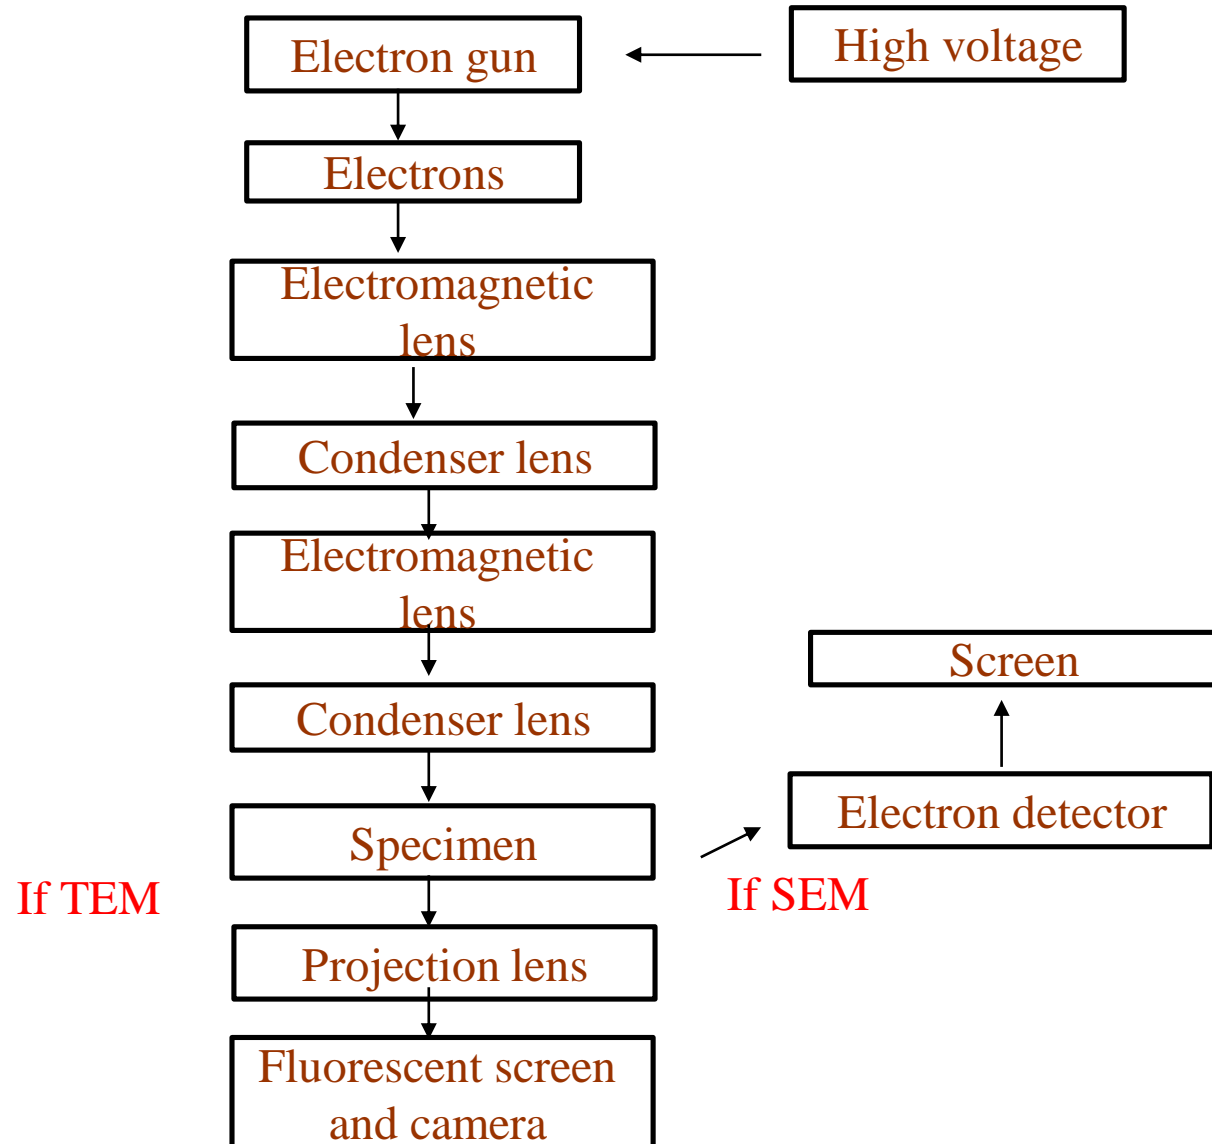 Electron gun
High voltage
Electrons
Electromagnetic
lens
Condenser lens
Electromagnetic
lens
Condenser lens
Screen
Electron detector
Specimen
If TEM
If SEM
Projection lens
Fluorescent screen
and camera